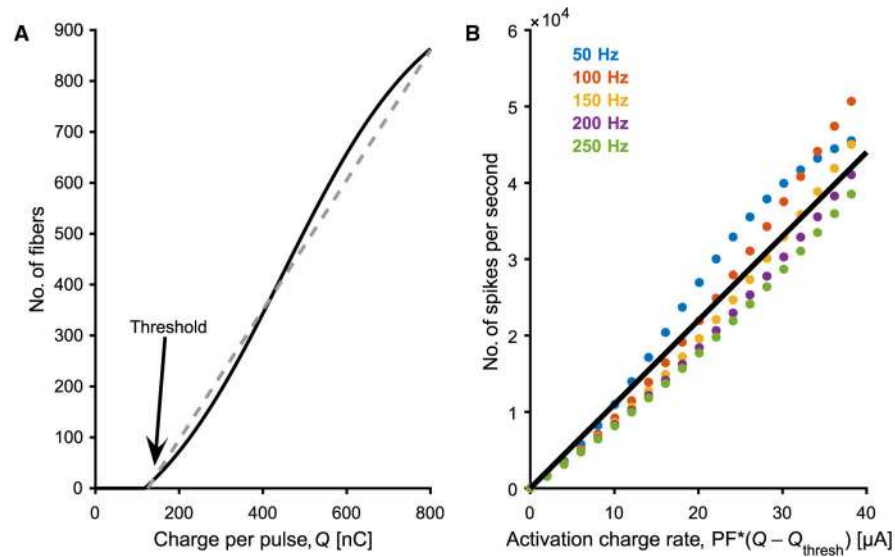 A
900
800
700
600
500
400
300
200
100
0
No. of fibers
Threshold
0 200 400 600 800
Charge per pulse, Q [nC]
B
× 10⁴
6
5
4
3
2
1
0
No. of spikes per second
50 Hz
100 Hz
150 Hz
200 Hz
250 Hz
0 10 20 30 40
Activation charge rate, PF*(Q – Qthresh) [µA]